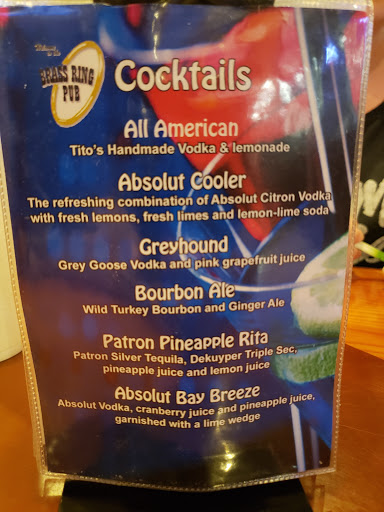 Welcome
to the
BRASS RING
PUB
Cocktails
All American
Tito's Handmade Vodka & lemonade
Absolut Cooler
The refreshing combination of Absolut Citron Vodka
with fresh lemons, fresh limes and lemon-lime soda
Greyhound
Grey Goose Vodka and pink grapefruit juice
Bourbon Ale
Wild Turkey Bourbon and Ginger Ale
Patron Pineapple Rita
Patron Silver Tequila, Dekuyper Triple Sec,
pineapple juice and lemon juice
Absolut Bay Breeze
Absolut Vodka, cranberry juice and pineapple juice,
garnished with a lime wedge